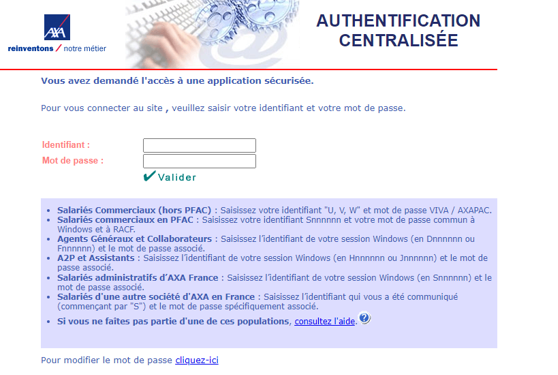 AXA
reinventons / notre métier
AUTHENTIFICATION
CENTRALISÉE
Vous avez demandé l'accès à une application sécurisée.
Pour vous connecter au site , veuillez saisir votre identifiant et votre mot de passe.
Identifiant :
Mot de passe :
Valider
Salariés Commerciaux (hors PFAC) : Saisissez votre identifiant "U, V, W" et mot de passe VIVA / AXAPAC.
Salariés commerciaux en PFAC : Saisissez votre identifiant Snnnnnn et votre mot de passe commun à
Windows et à RACF.
Agents Généraux et Collaborateurs : Saisissez l'identifiant de votre session Windows (en Dnnnnnn ou
Fnnnnnn) et le mot de passe associé.
A2P et Assistants : Saisissez l'identifiant de votre session Windows (en Hnnnnnn ou Jnnnnnn) et le mot de
passe associé.
Salariés administratifs d'AXA France : Saisissez l'identifiant de votre session Windows (en Snnnnnn) et le
mot de passe associé.
Salariés d'une autre société d'AXA en France : Saisissez l'identifiant qui vous a été communiqué
(commençant par "S") et le mot de passe spécifiquement associé.
Si vous ne faites pas partie d'une de ces populations, consultez l'aide. ?
Pour modifier le mot de passe cliquez-ici